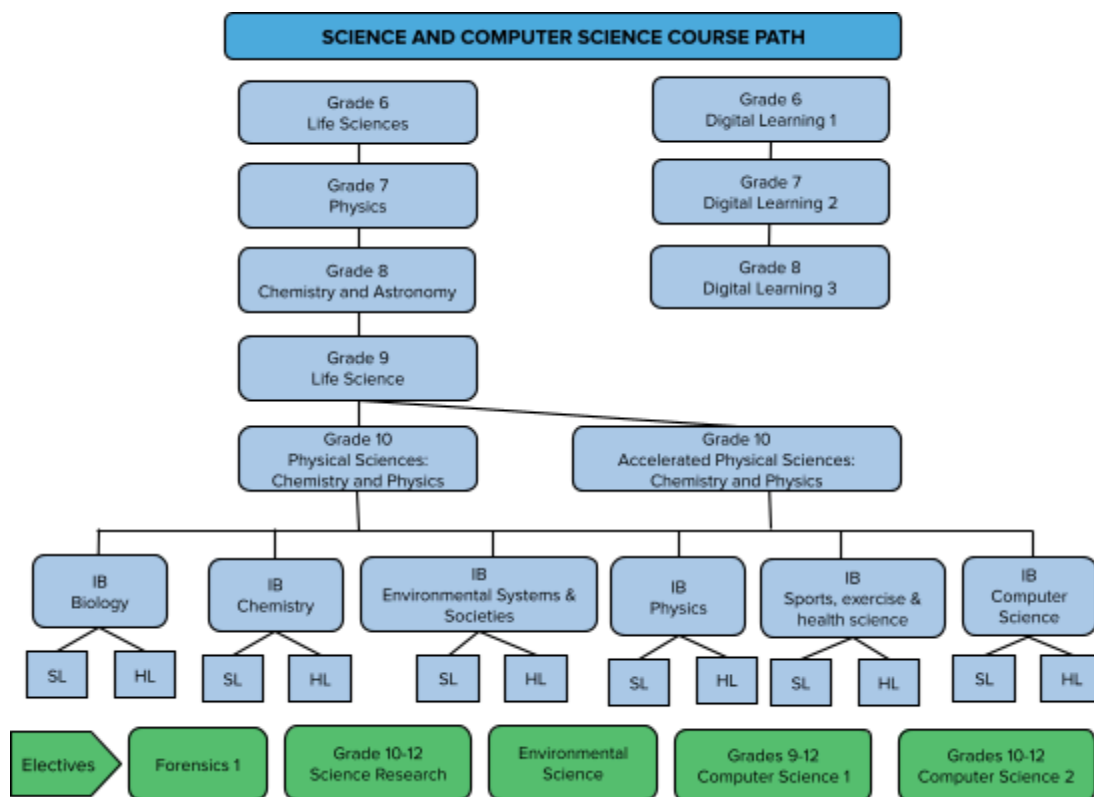 SCIENCE AND COMPUTER SCIENCE COURSE PATH
Grade 6
Life Sciences
Grade 6
Digital Learning 1
Grade 7
Physics
Grade 7
Digital Learning 2
Grade 8
Chemistry and Astronomy
Grade 8
Digital Learning 3
Grade 9
Life Science
Grade 10
Physical Sciences:
Chemistry and Physics
Grade 10
Accelerated Physical Sciences:
Chemistry and Physics
IB
Biology
IB
Chemistry
IB
Environmental Systems &
Societies
IB
Physics
IB
Sports, exercise &
health science
IB
Computer
Science
SL
HL
SL
HL
SL
HL
SL
HL
SL
HL
SL
HL
Electives
Forensics 1
Grade 10-12
Science Research
Environmental
Science
Grades 9-12
Computer Science 1
Grades 10-12
Computer Science 2